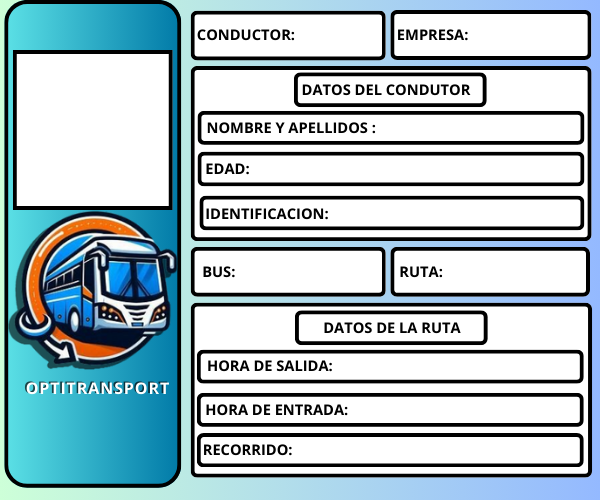 CONDUCTOR:
EMPRESA:
DATOS DEL CONDUTOR
NOMBRE Y APELLIDOS :
EDAD:
IDENTIFICACION:
BUS:
RUTA:
DATOS DE LA RUTA
HORA DE SALIDA:
HORA DE ENTRADA:
RECORRIDO:
OPTITRANSPORT